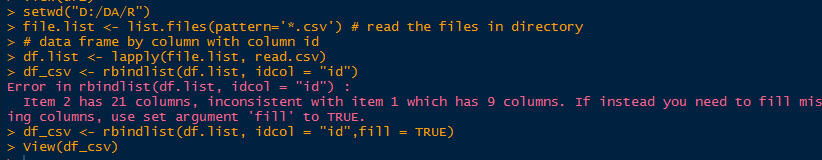 > setwd("D:/DA/R")
> file.list <- list.files(pattern='*.csv') # read the files in directory
> # data frame by column with column id
> df.list <- lapply(file.list, read.csv)
> df_csv <- rbindlist(df.list, idcol = "id")
Error in rbindlist(df.list, idcol = "id") :
  Item 2 has 21 columns, inconsistent with item 1 which has 9 columns. If instead you need to fill mis
ing columns, use set argument 'fill' to TRUE.
> df_csv <- rbindlist(df.list, idcol = "id",fill = TRUE)
> View(df_csv)